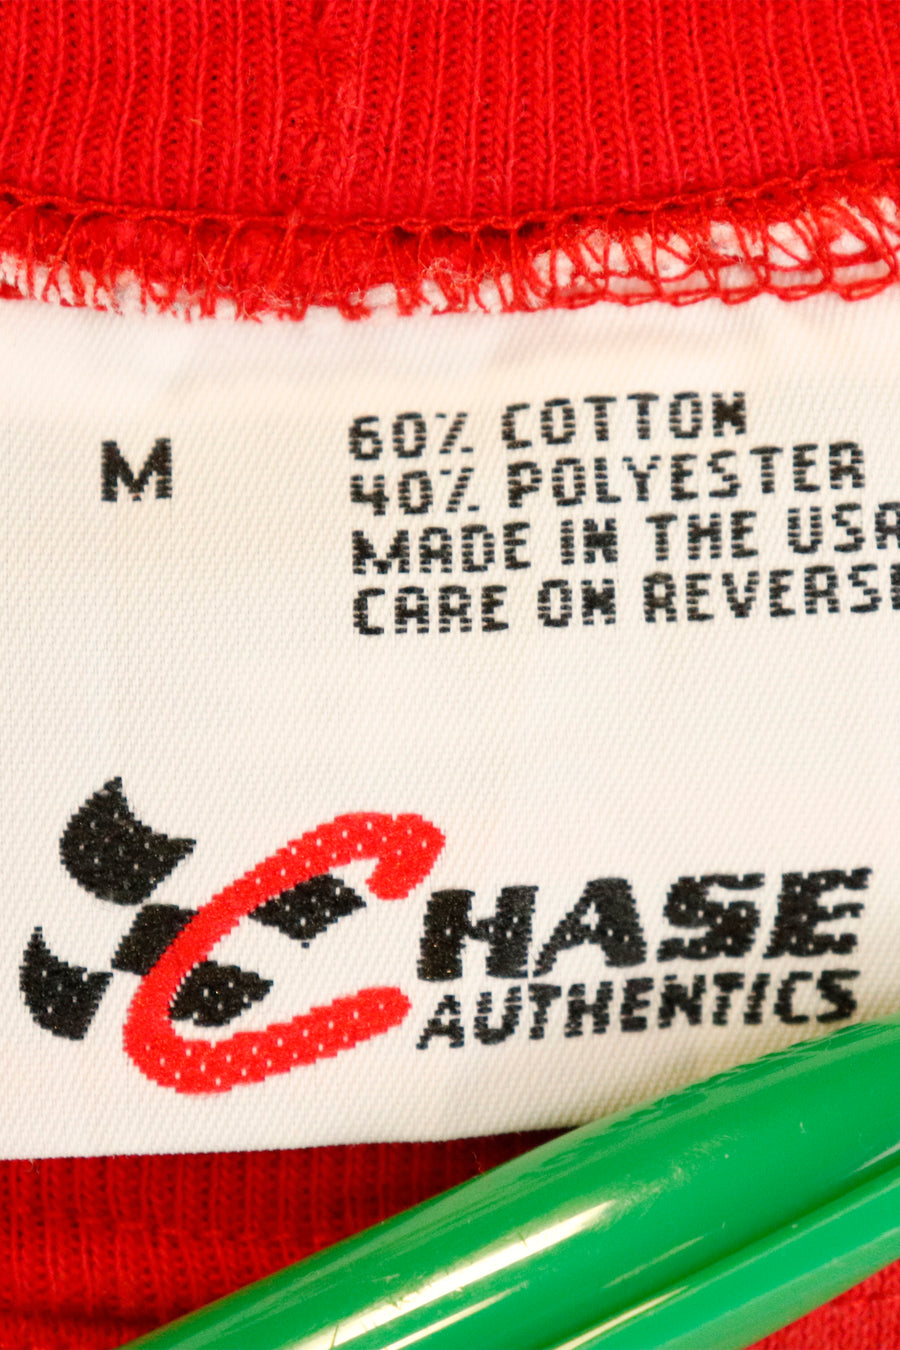 M
60% COTTON
40% POLYESTER
MADE IN THE USA
CARE ON REVERSE
CHASE
AUTHENTICS